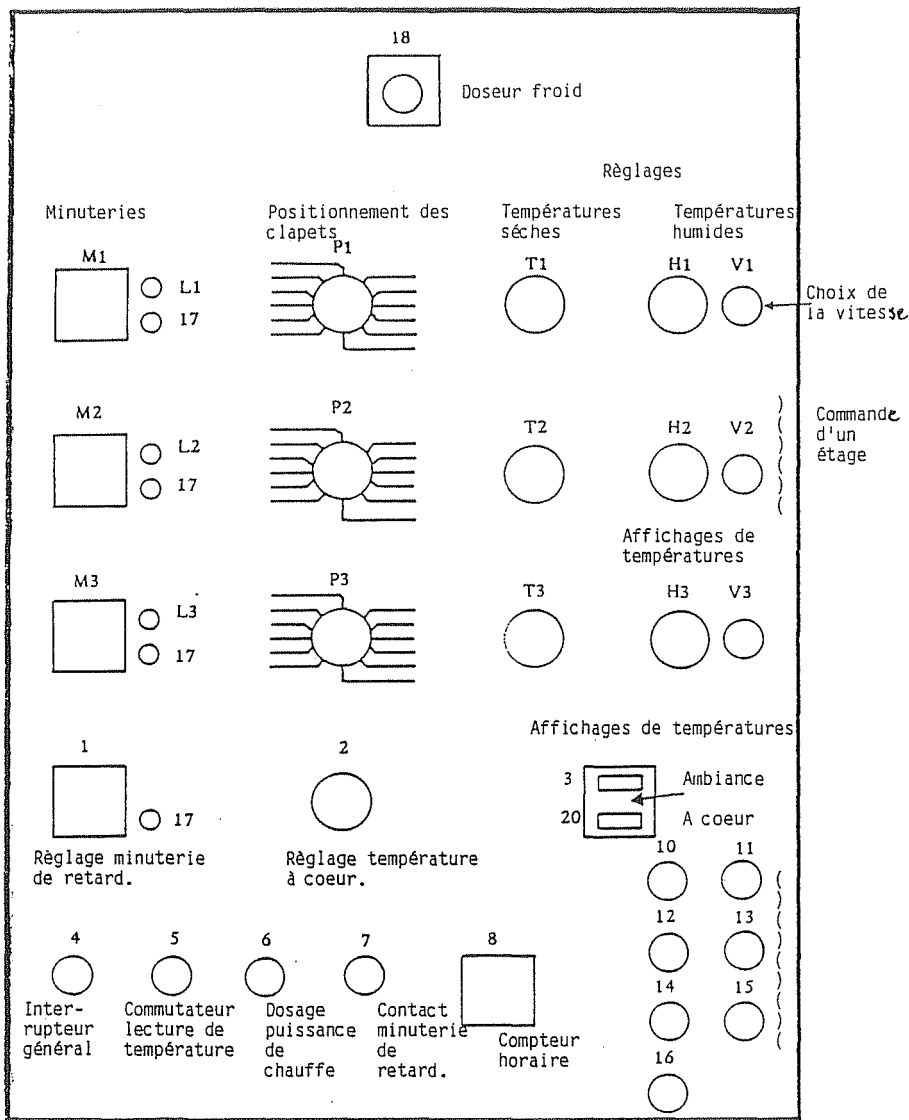 18
Doseur froid
Règlages
Minuteries
Positionnement des
clapets
Températures
séches
Températures
humides
M1
L1
17
P1
T1
H1
V1
Choix de
la vitesse
M2
L2
17
P2
T2
H2
V2
Commande
d'un
étage
Affichages de
températures
M3
L3
17
P3
T3
H3
V3
Affichages de températures
1
17
Règlage minuterie
de retard.
2
Règlage température
à coeur.
3
Ambiance
20
A coeur
10
11
12
13
14
15
16
4
Inter-
rupteur
général
5
Commutateur
lecture de
température
6
Dosage
puissance
de
chauffe
7
Contact
minuterie
de
retard.
8
Compteur
horaire